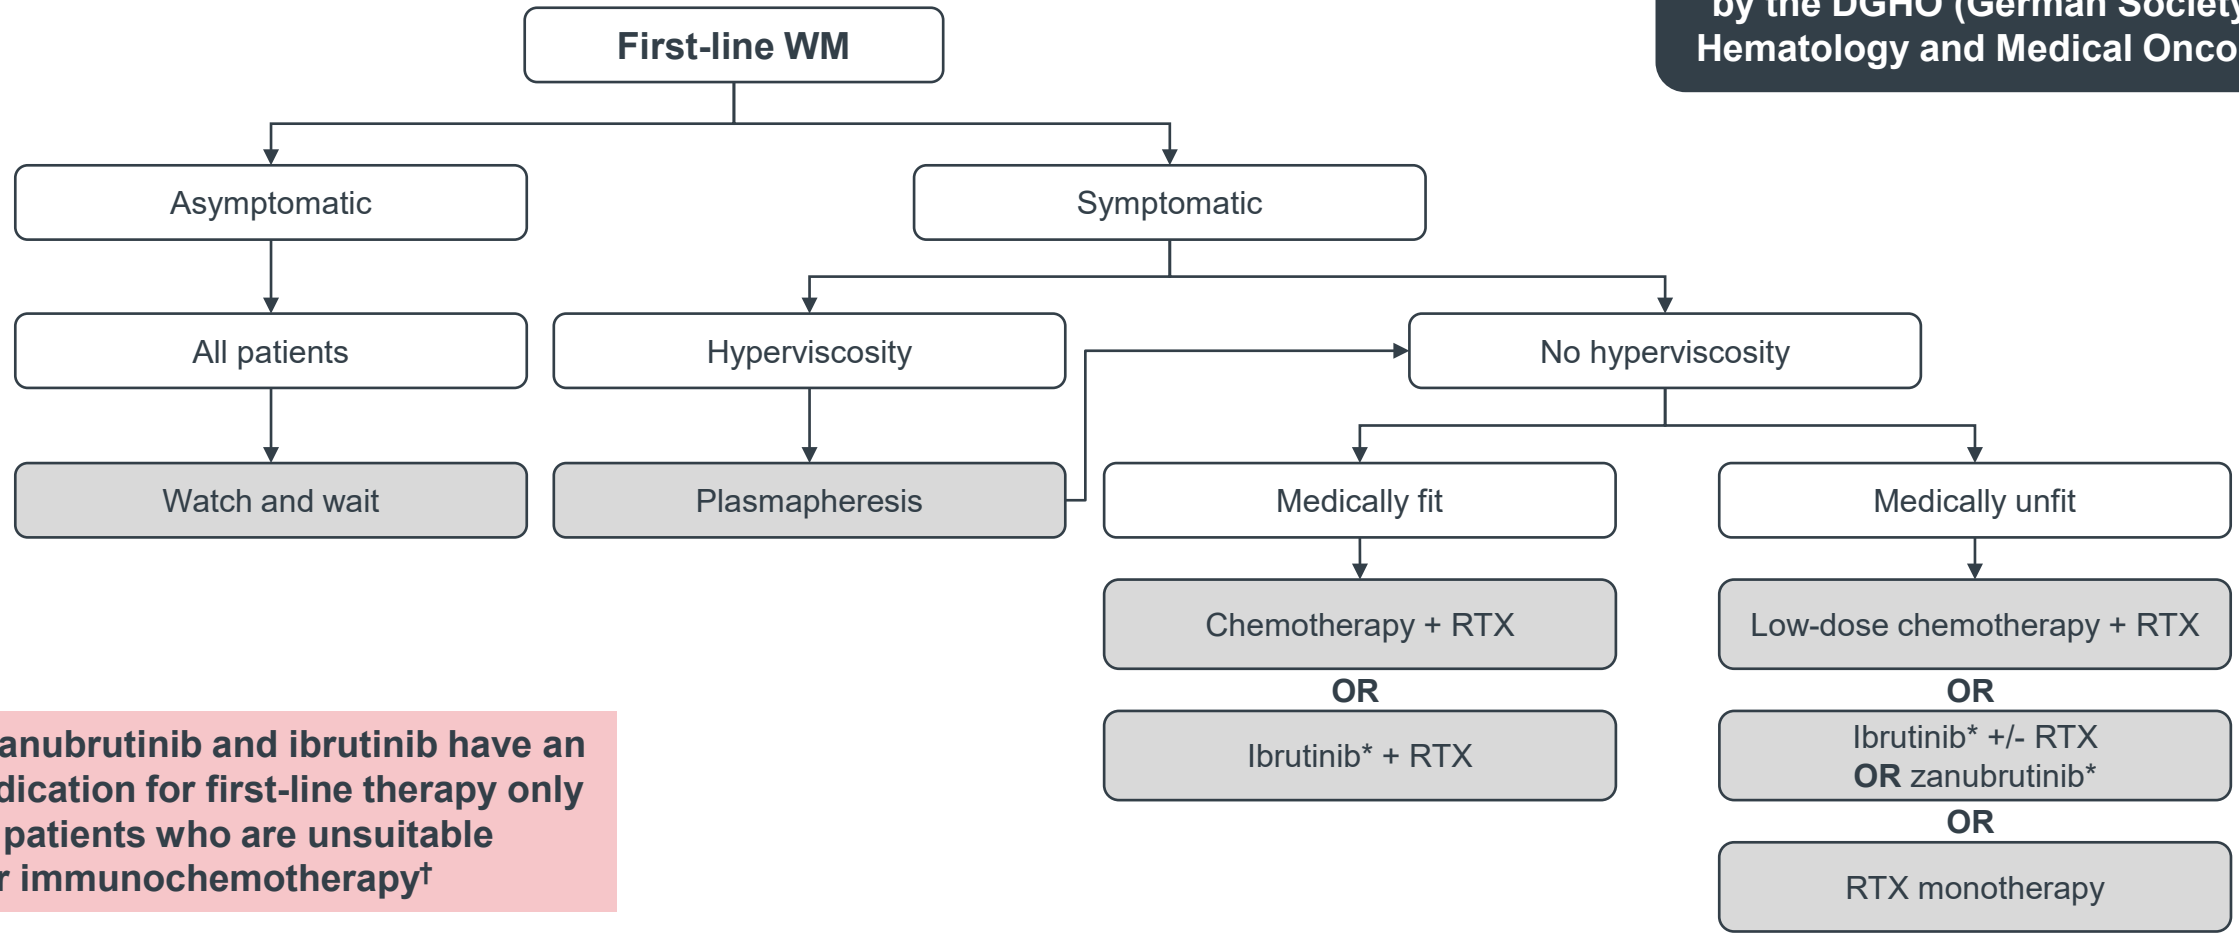 by the DGHO (German Society
Hematology and Medical Onco
First-line WM
Asymptomatic
Symptomatic
All patients
Hyperviscosity
No hyperviscosity
Watch and wait
Plasmapheresis
Medically fit
Medically unfit
Chemotherapy + RTX
Low-dose chemotherapy + RTX
OR
OR
Ibrutinib* + RTX
Ibrutinib* +/- RTX
OR zanubrutinib*
OR
RTX monotherapy
anubrutinib and ibrutinib have an
dication for first-line therapy only
patients who are unsuitable
r immunochemotherapy†